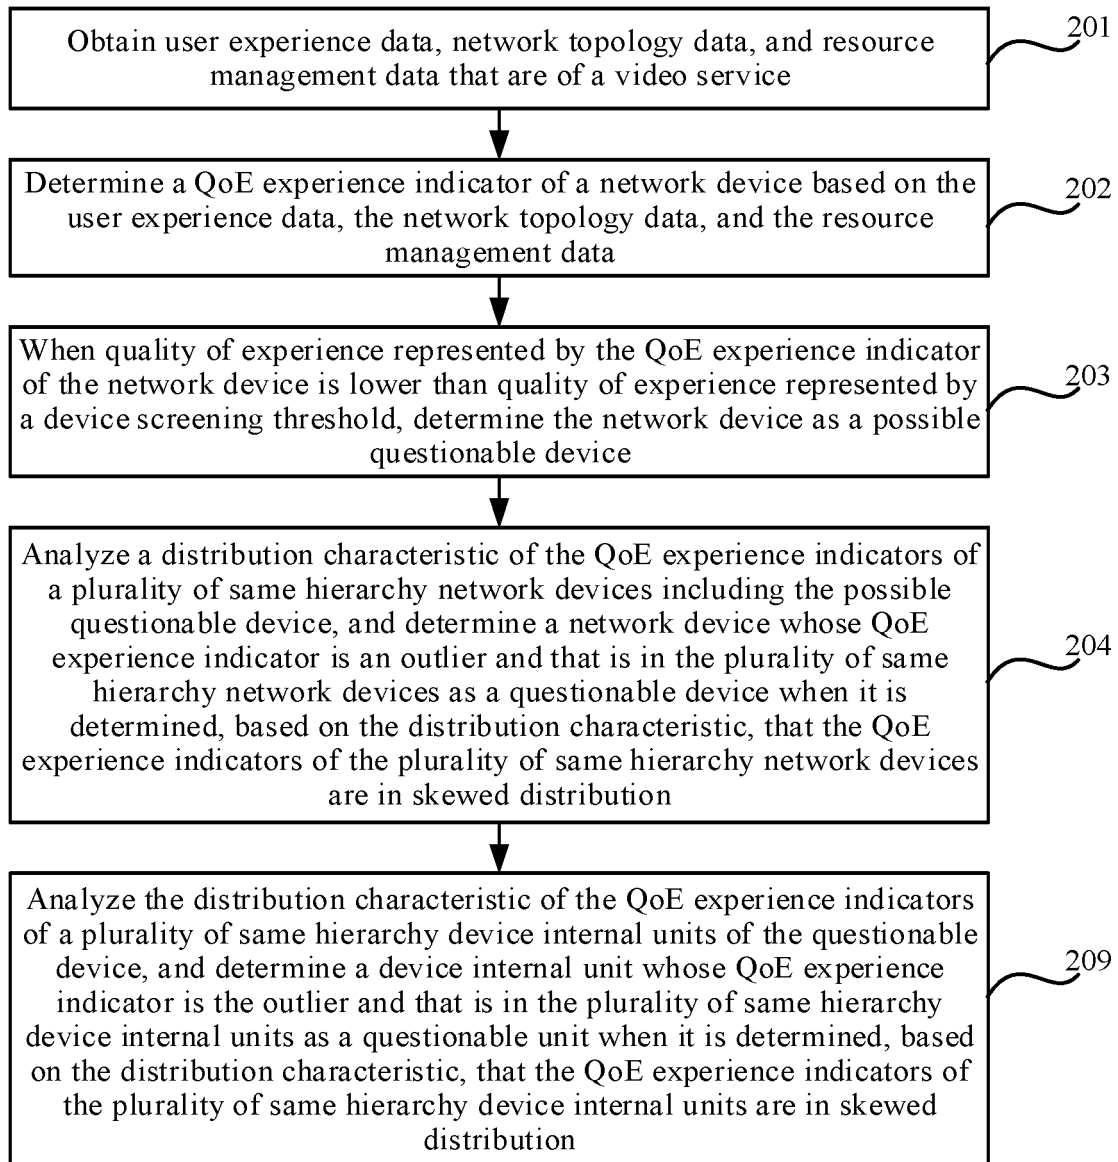 Obtain user experience data, network topology data, and resource
management data that are of a video service
201
Determine a QoE experience indicator of a network device based on the
user experience data, the network topology data, and the resource
management data
202
When quality of experience represented by the QoE experience indicator
of the network device is lower than quality of experience represented by
a device screening threshold, determine the network device as a possible
questionable device
203
Analyze a distribution characteristic of the QoE experience indicators of
a plurality of same hierarchy network devices including the possible
questionable device, and determine a network device whose QoE
experience indicator is an outlier and that is in the plurality of same
hierarchy network devices as a questionable device when it is
determined, based on the distribution characteristic, that the QoE
experience indicators of the plurality of same hierarchy network devices
are in skewed distribution
204
Analyze the distribution characteristic of the QoE experience indicators
of a plurality of same hierarchy device internal units of the questionable
device, and determine a device internal unit whose QoE experience
indicator is the outlier and that is in the plurality of same hierarchy
device internal units as a questionable unit when it is determined, based
on the distribution characteristic, that the QoE experience indicators of
the plurality of same hierarchy device internal units are in skewed
distribution
209